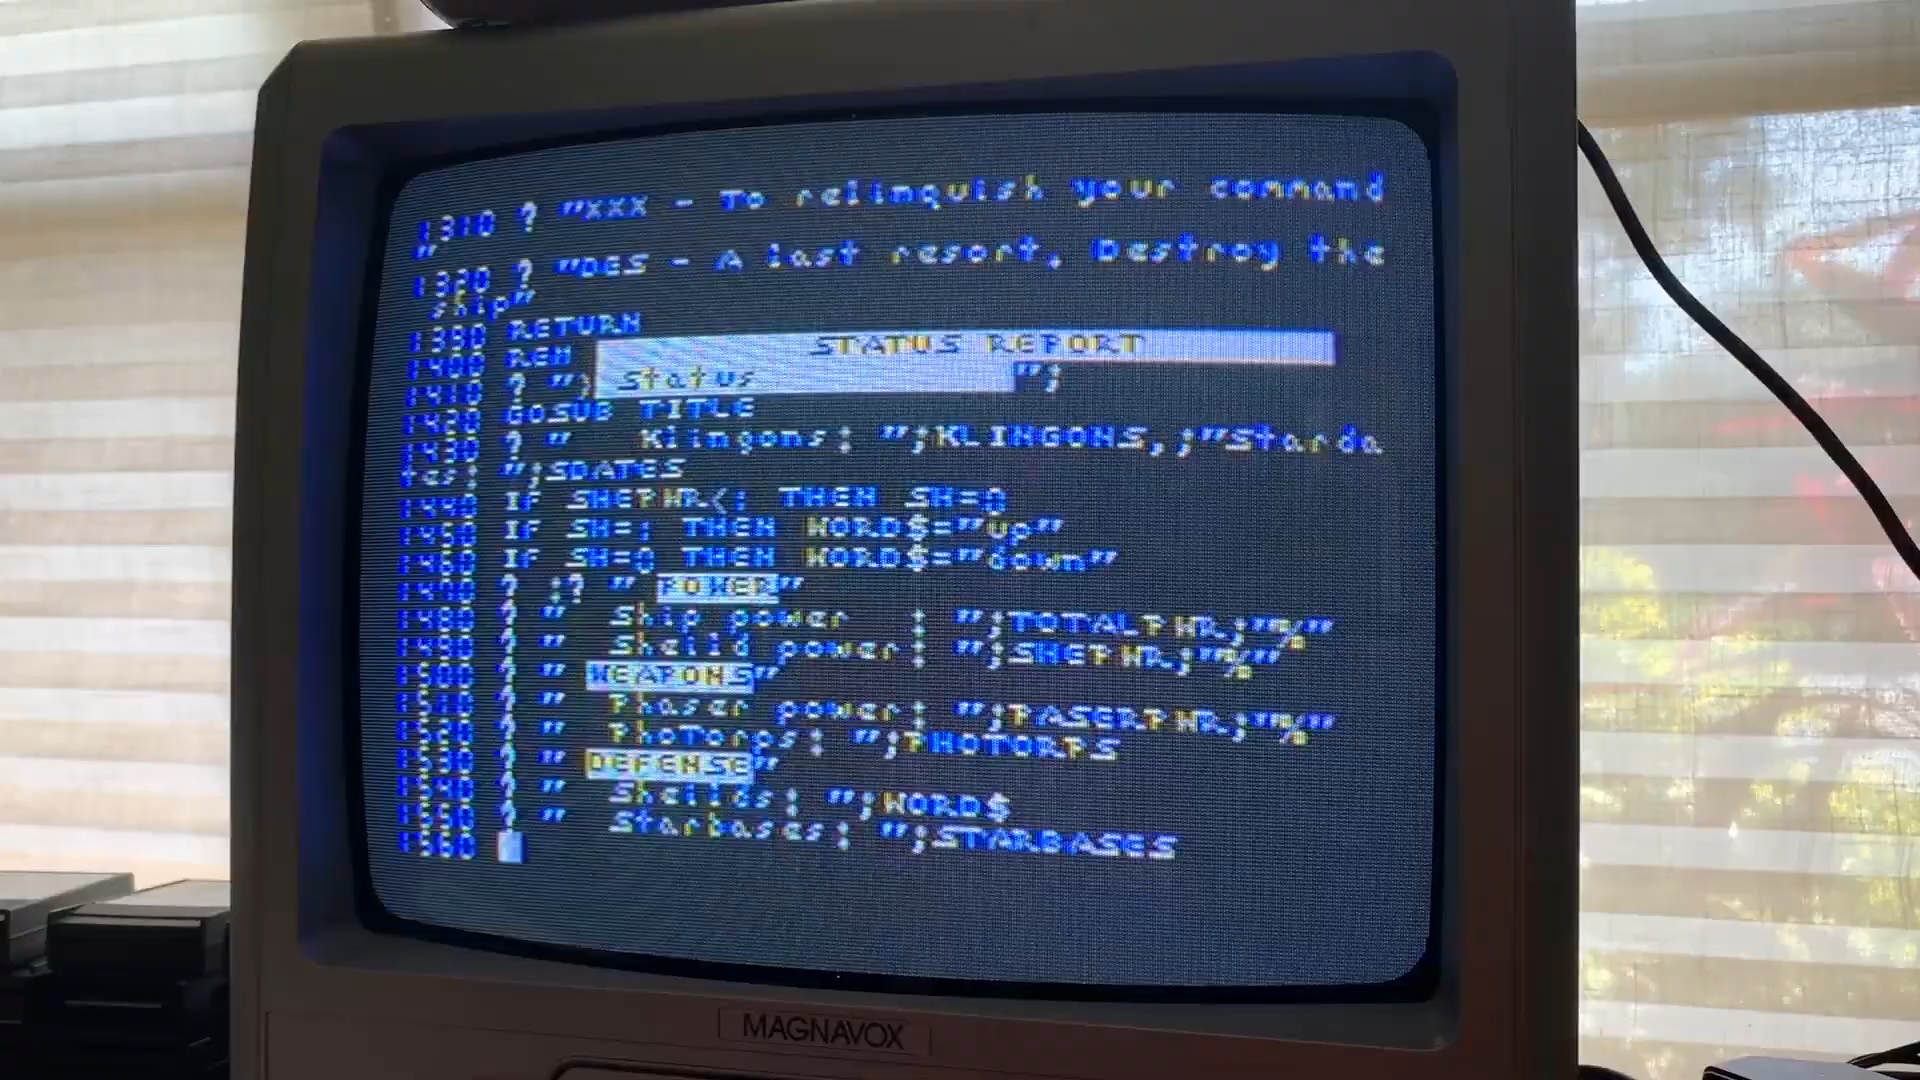 1310 ? "XXX - To relinquish your command
"
1320 ? "DES - A last resort, Destroy the
 ship"
1390 RETURN
1400 REM STATUS REPORT
1410 ? "; Status ";
1420 GOSUB TITLE
1430 ? " Klingons: ";KLINGONS,;"Starda
tes: ";SDATES
1440 IF SHEPWR<1 THEN SH=0
1450 IF SH=1 THEN WORD$="up"
1460 IF SH=0 THEN WORD$="down"
1470 ? :? " POWER"
1480 ? " Ship power : ";TOTALPWR;"%"
1490 ? " Sheild power: ";SHEPWR;"%"
1500 ? " WEAPONS"
1510 ? " Phaser power: ";PASERPWR;"%"
1520 ? " PhoTorps: ";PHOTORPS
1530 ? " DEFENSE"
1540 ? " Sheilds: ";WORD$
1550 ? " Starbases: ";STARBASES
1560
MAGNAVOX